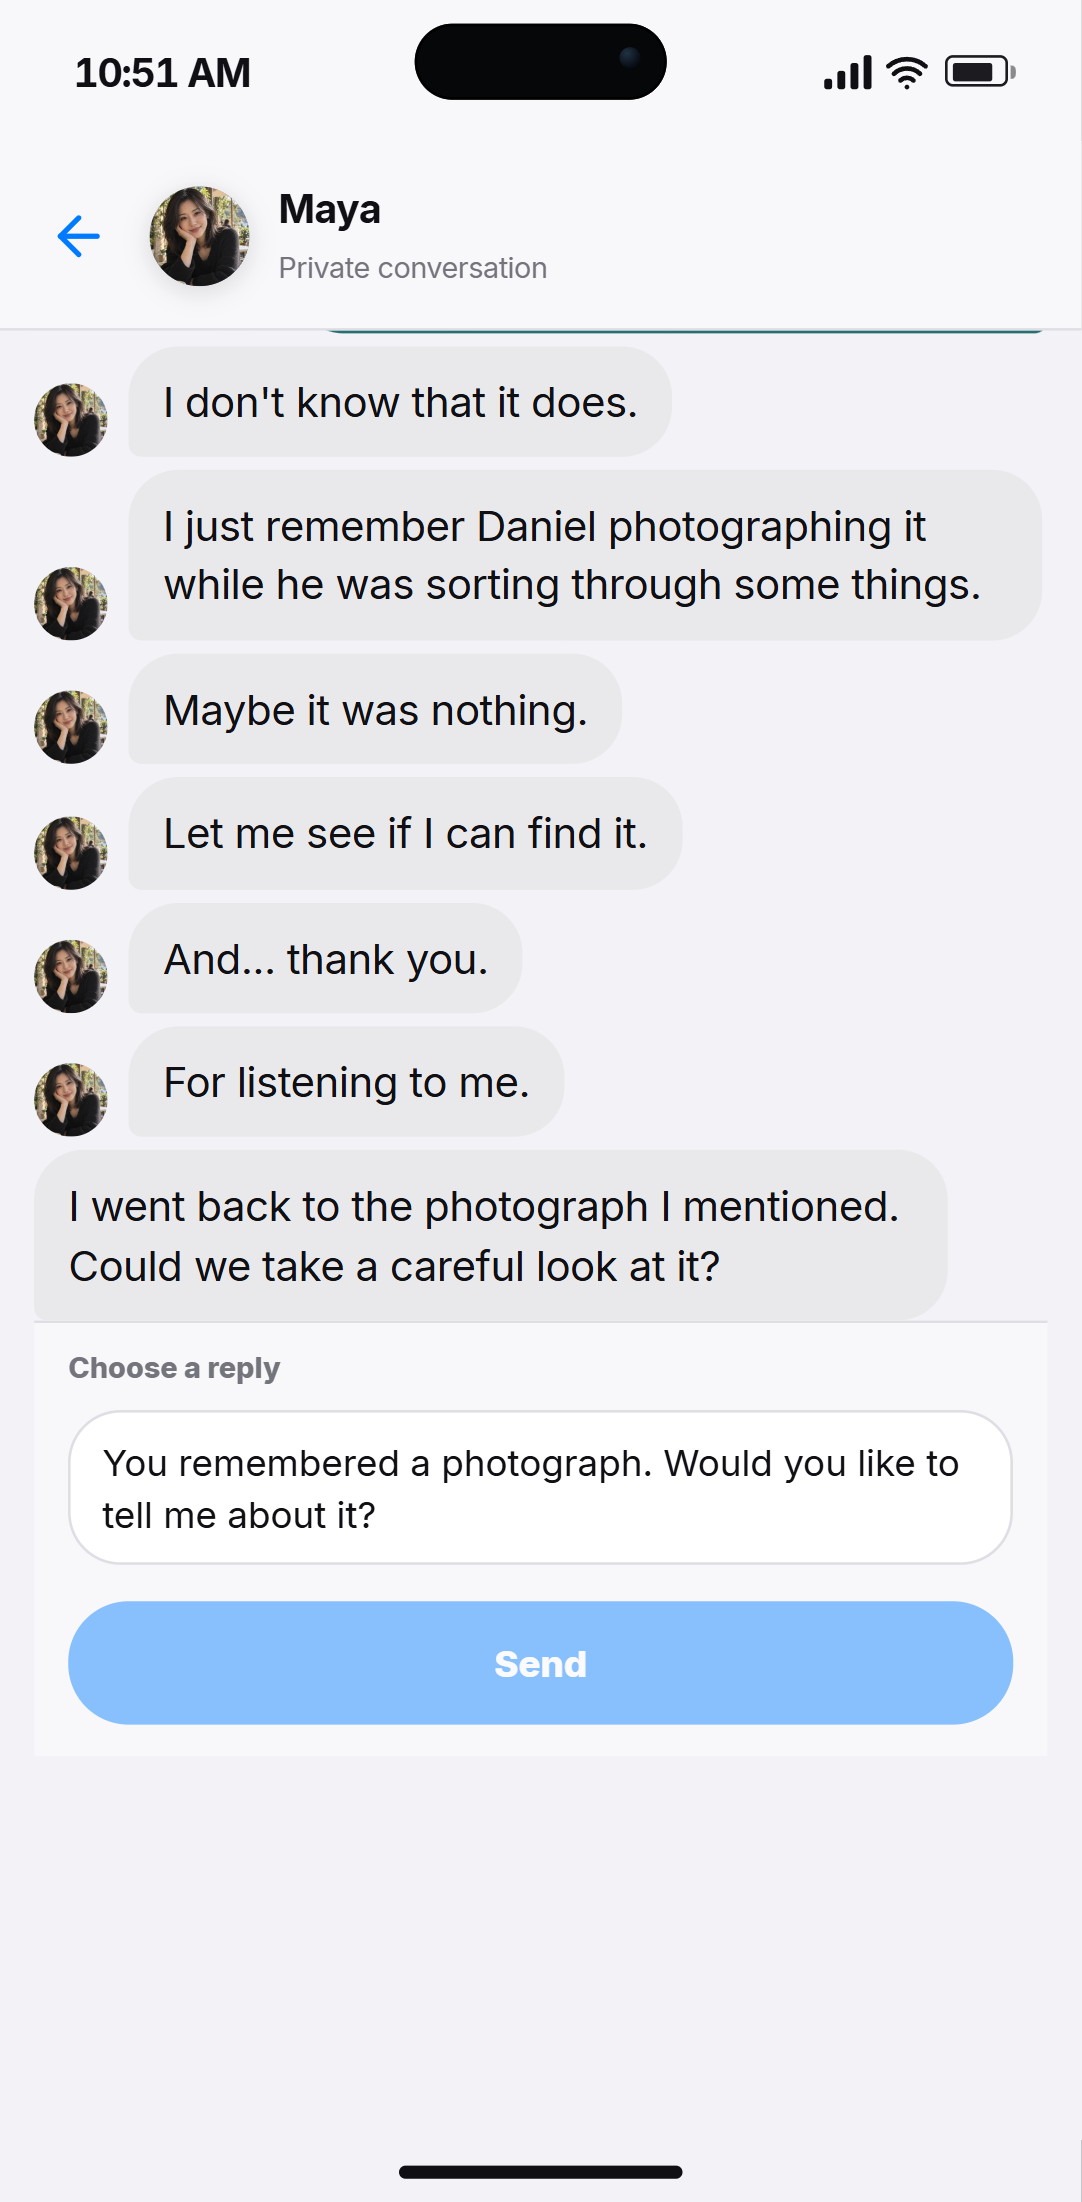 10:51 AM
Maya
Private conversation
I don't know that it does.
I just remember Daniel photographing it
while he was sorting through some things.
Maybe it was nothing.
Let me see if I can find it.
And... thank you.
For listening to me.
I went back to the photograph I mentioned.
Could we take a careful look at it?
Choose a reply
You remembered a photograph. Would you like to
tell me about it?
Send